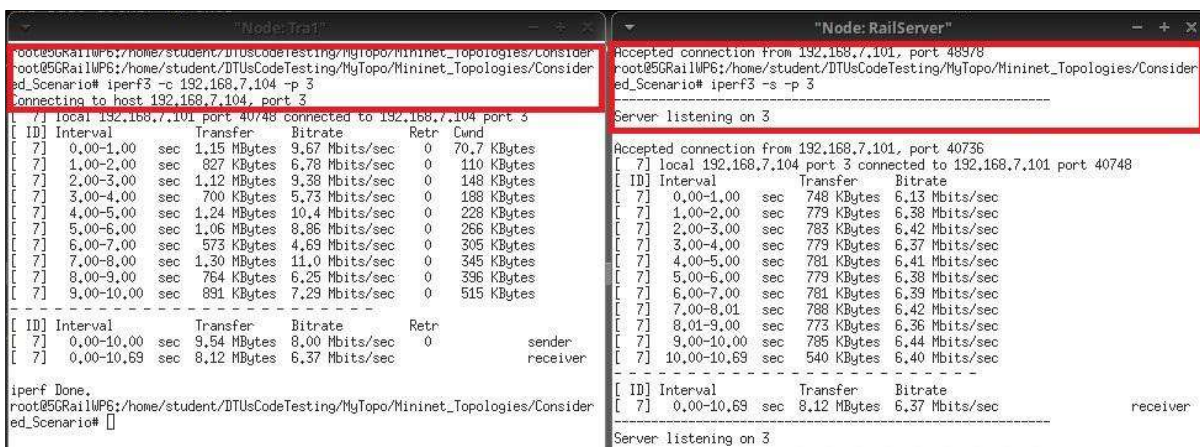 "Node: Tra1"
root@5GRailWP6:/home/student/DTUsCodeTesting/MyTopo/Mininet_Topologies/Consider
root@5GRailWP6:/home/student/DTUsCodeTesting/MyTopo/Mininet_Topologies/Consider
ed_Scenario# iperf3 -c 192.168.7.104 -p 3
Connecting to host 192.168.7.104, port 3
[ 7] local 192.168.7.101 port 40748 connected to 192.168.7.104 port 3
[ ID] Interval Transfer Bitrate Retr Cwnd
[ 7] 0.00-1.00 sec 1.15 MBytes 9.67 Mbits/sec 0 70.7 KBytes
[ 7] 1.00-2.00 sec 827 KBytes 6.78 Mbits/sec 0 110 KBytes
[ 7] 2.00-3.00 sec 1.12 MBytes 9.38 Mbits/sec 0 148 KBytes
[ 7] 3.00-4.00 sec 700 KBytes 5.73 Mbits/sec 0 188 KBytes
[ 7] 4.00-5.00 sec 1.24 MBytes 10.4 Mbits/sec 0 228 KBytes
[ 7] 5.00-6.00 sec 1.06 MBytes 8.86 Mbits/sec 0 266 KBytes
[ 7] 6.00-7.00 sec 573 KBytes 4.69 Mbits/sec 0 305 KBytes
[ 7] 7.00-8.00 sec 1.30 MBytes 11.0 Mbits/sec 0 345 KBytes
[ 7] 8.00-9.00 sec 764 KBytes 6.25 Mbits/sec 0 396 KBytes
[ 7] 9.00-10.00 sec 891 KBytes 7.29 Mbits/sec 0 515 KBytes
- - - - - - - - - - - - - - - - - - - - - - - - -
[ ID] Interval Transfer Bitrate Retr
[ 7] 0.00-10.00 sec 9.54 MBytes 8.00 Mbits/sec 0 sender
[ 7] 0.00-10.69 sec 8.12 MBytes 6.37 Mbits/sec receiver
iperf Done.
root@5GRailWP6:/home/student/DTUsCodeTesting/MyTopo/Mininet_Topologies/Consider
ed_Scenario#
"Node: RailServer"
Accepted connection from 192.168.7.101, port 48978
root@5GRailWP6:/home/student/DTUsCodeTesting/MyTopo/Mininet_Topologies/Consider
ed_Scenario# iperf3 -s -p 3
-----------------------------------------------------------
Server listening on 3
-----------------------------------------------------------
Accepted connection from 192.168.7.101, port 40736
[ 7] local 192.168.7.104 port 3 connected to 192.168.7.101 port 40748
[ ID] Interval Transfer Bitrate
[ 7] 0.00-1.00 sec 748 KBytes 6.13 Mbits/sec
[ 7] 1.00-2.00 sec 779 KBytes 6.38 Mbits/sec
[ 7] 2.00-3.00 sec 783 KBytes 6.42 Mbits/sec
[ 7] 3.00-4.00 sec 779 KBytes 6.37 Mbits/sec
[ 7] 4.00-5.00 sec 781 KBytes 6.41 Mbits/sec
[ 7] 5.00-6.00 sec 779 KBytes 6.38 Mbits/sec
[ 7] 6.00-7.00 sec 781 KBytes 6.39 Mbits/sec
[ 7] 7.00-8.01 sec 788 KBytes 6.42 Mbits/sec
[ 7] 8.01-9.00 sec 773 KBytes 6.36 Mbits/sec
[ 7] 9.00-10.00 sec 785 KBytes 6.44 Mbits/sec
[ 7] 10.00-10.69 sec 540 KBytes 6.40 Mbits/sec
- - - - - - - - - - - - - - - - - - - - - - - - -
[ ID] Interval Transfer Bitrate
[ 7] 0.00-10.69 sec 8.12 MBytes 6.37 Mbits/sec receiver
-----------------------------------------------------------
Server listening on 3